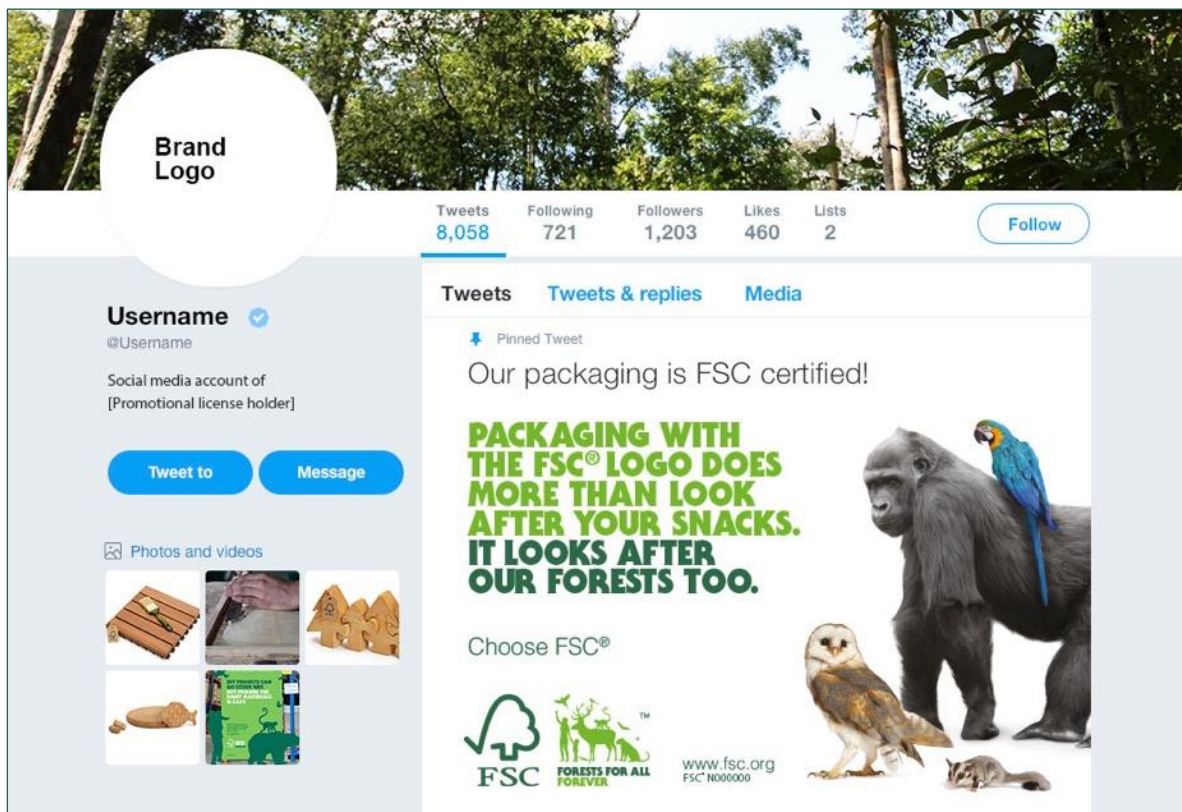 Brand
Logo
Tweets
8,058
Following
721
Followers
1,203
Likes
460
Lists
2
Follow
Username
@Username
Social media account of
[Promotional license holder]
Tweet to
Message
Photos and videos
Tweets
Tweets & replies
Media
Pinned Tweet
Our packaging is FSC certified!
PACKAGING WITH
THE FSC® LOGO DOES
MORE THAN LOOK
AFTER YOUR SNACKS.
IT LOOKS AFTER
OUR FORESTS TOO.
Choose FSC®
FSC
FORESTS FOR ALL
FOREVER
™
www.fsc.org
FSC® N000000